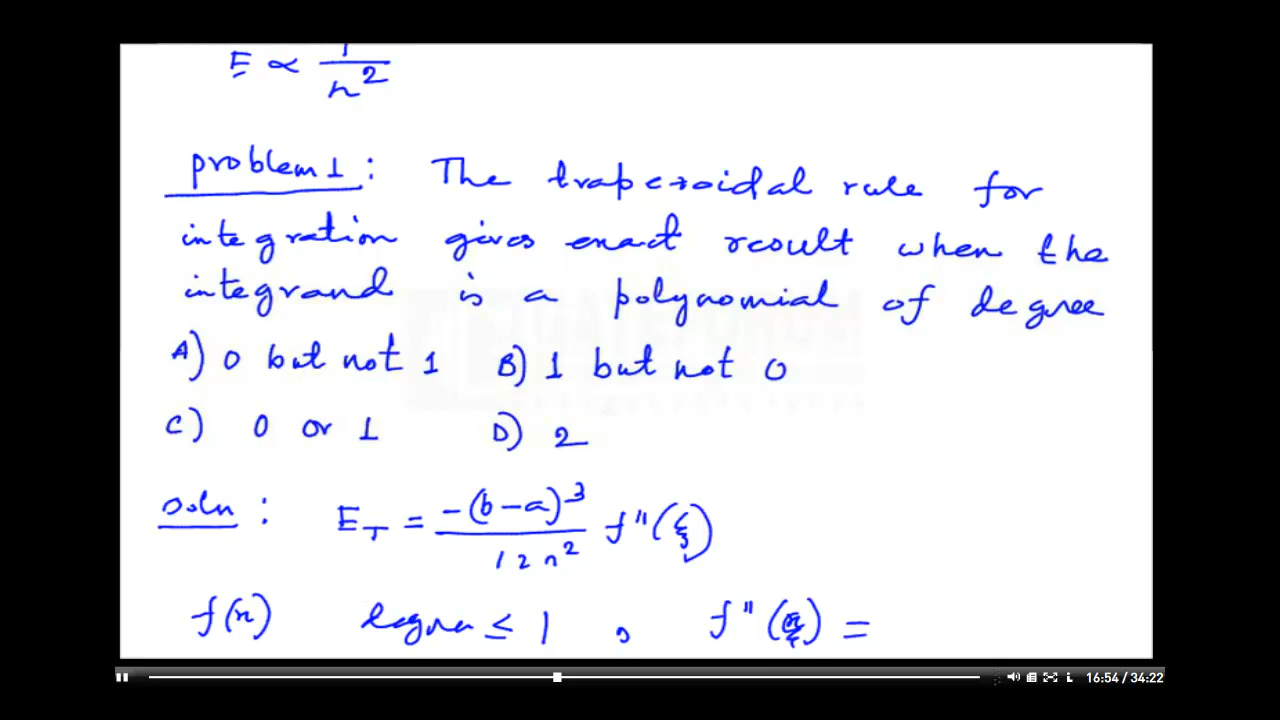 E ∝ 1/n²
problem 1 : The trapezoidal rule for
integration gives exact result when the
integrand is a polynomial of degree
A) 0 but not 1 B) 1 but not 0
C) 0 or 1 D) 2
soln : E_T = -(b-a)³/12n² f''(ξ)
f(x) degree ≤ 1 , f''(ξ) =
16:54 / 34:22